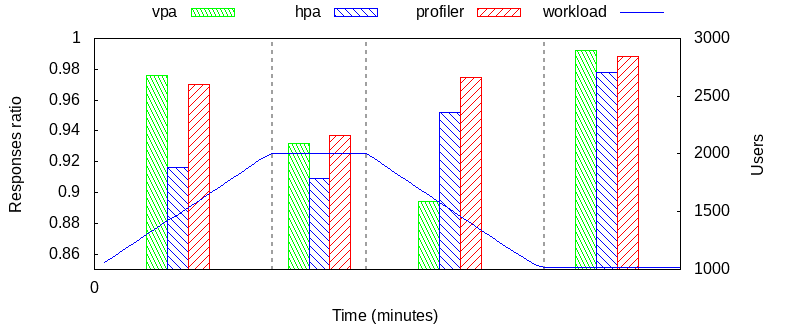 vpa hpa profiler workload
1 3000
0.98
0.96 2500
0.94
0.92 2000
0.9 1500
0.88
0.86 1000
Responses ratio
Users
0
Time (minutes)